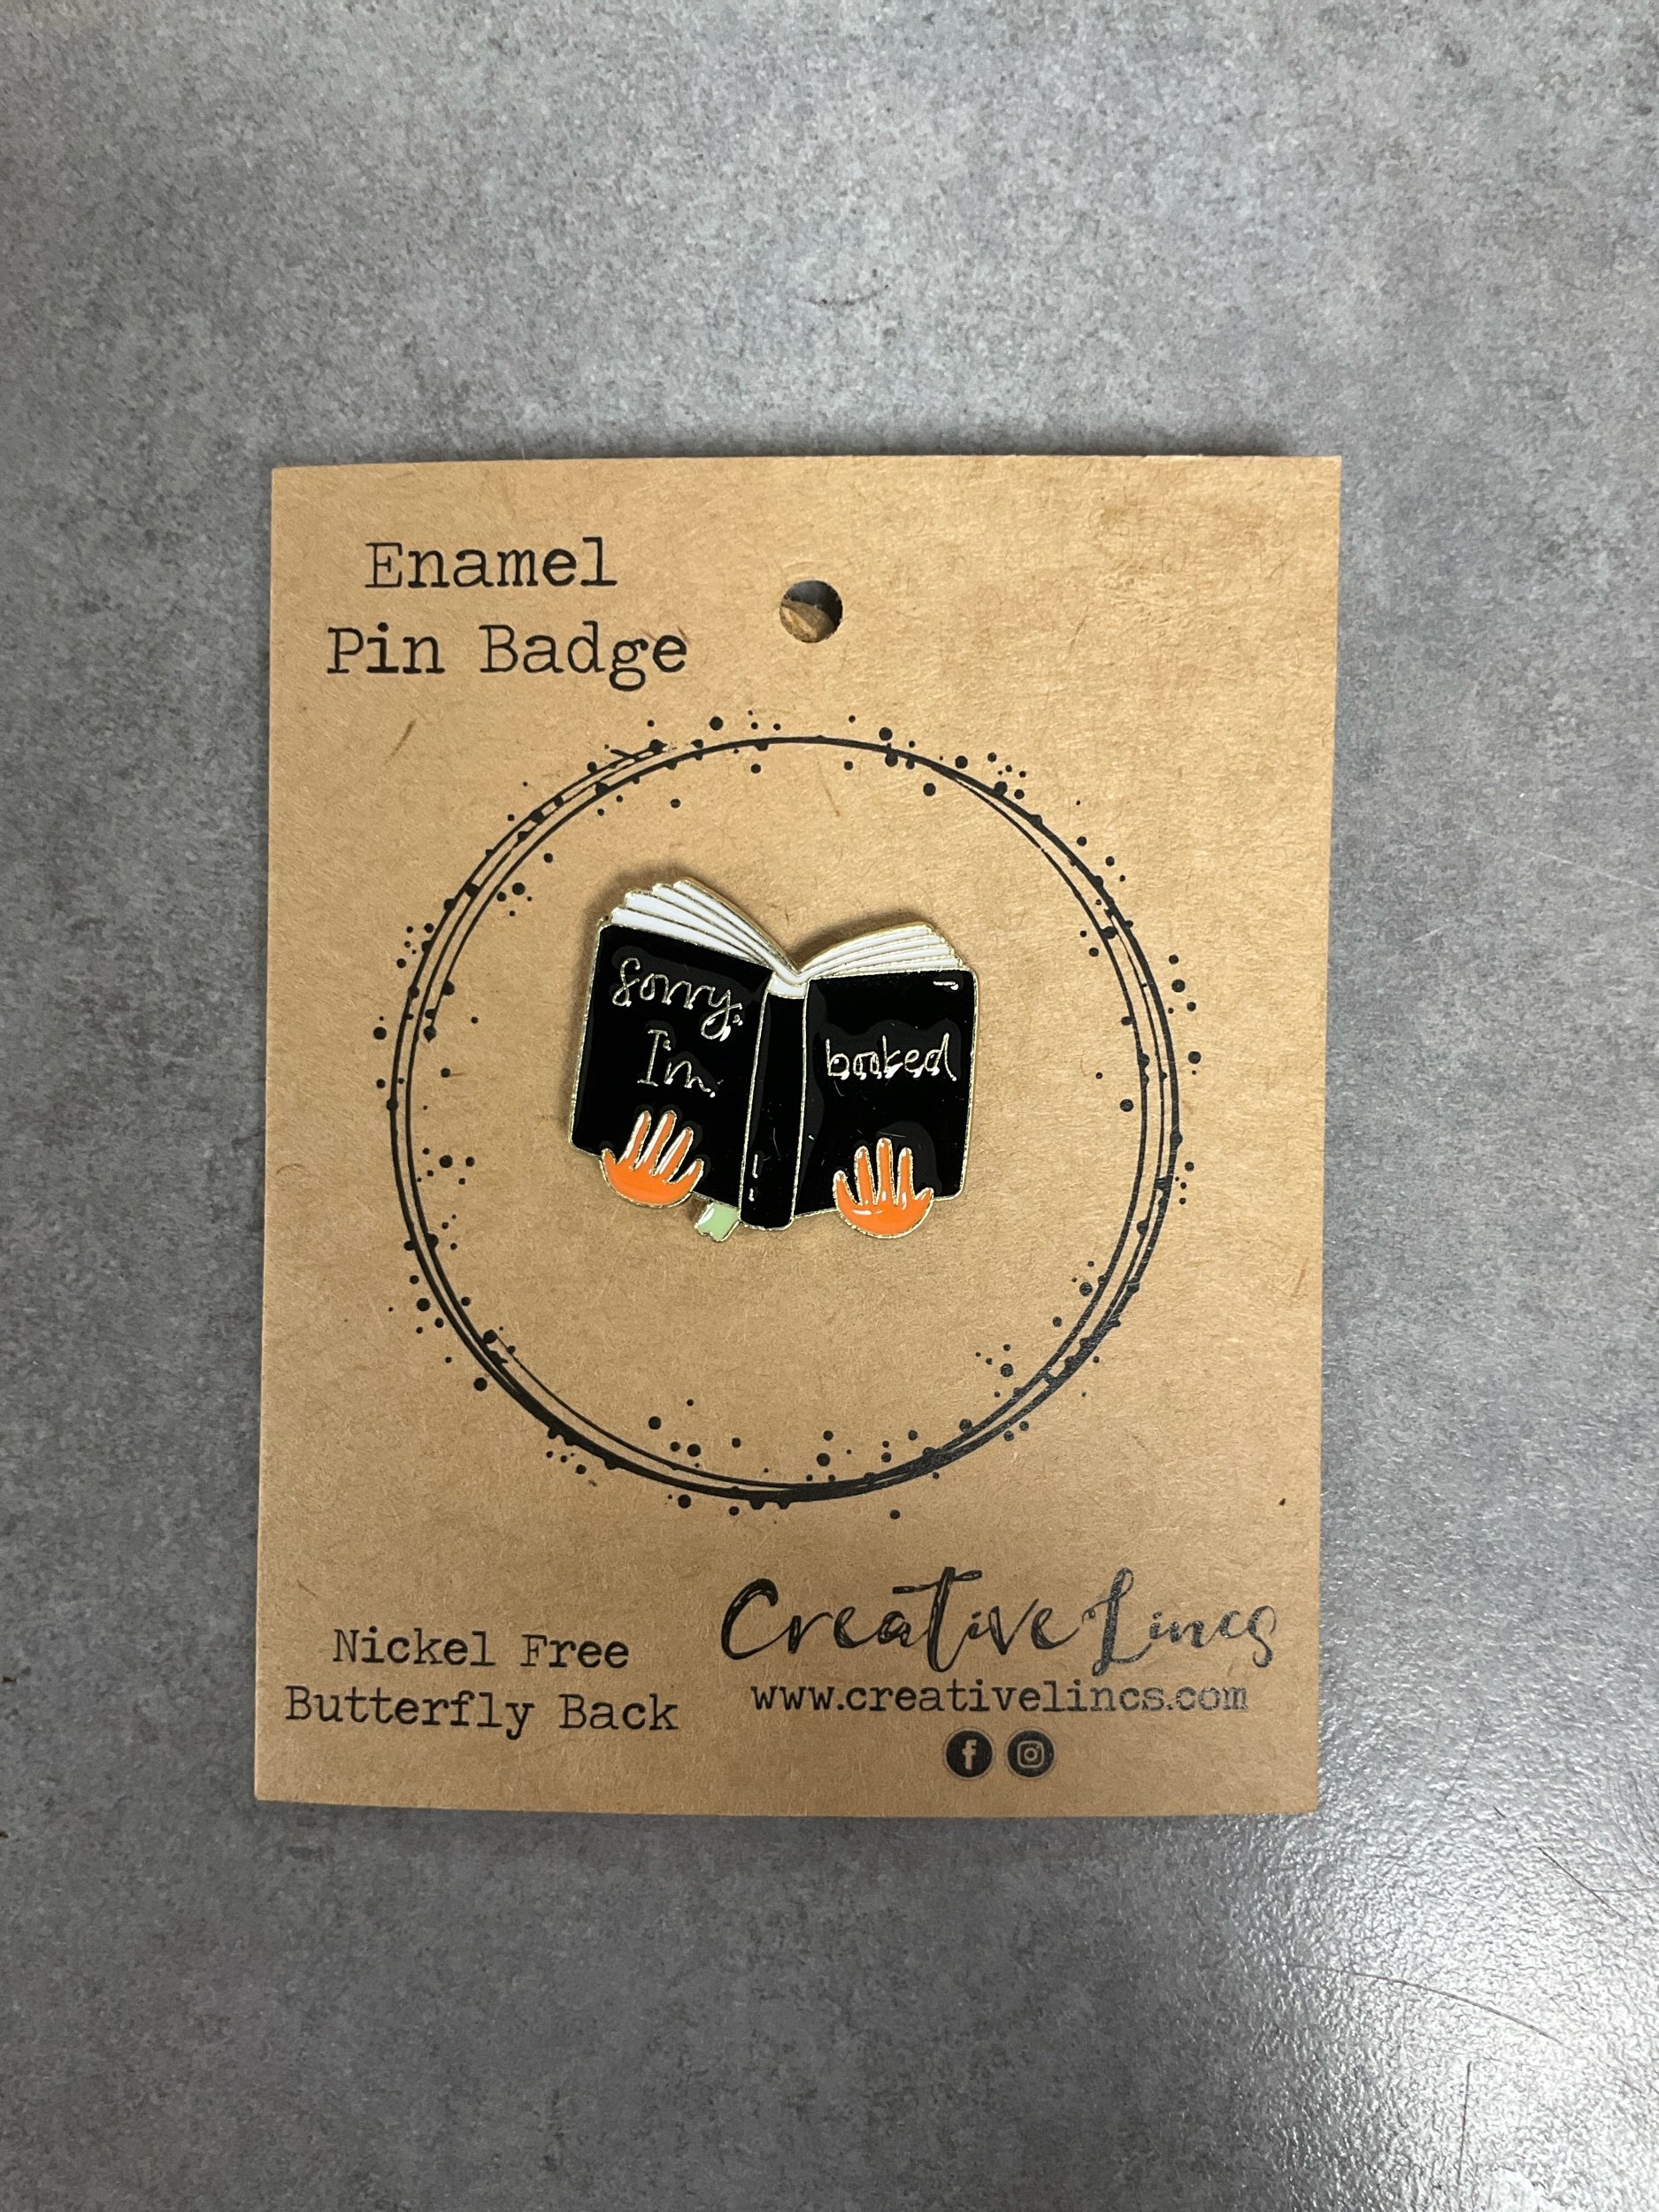 Enamel
Pin Badge
Sorry,
I'm
booked
Nickel Free
Butterfly Back
Creative Lincs
www.creativelincs.com